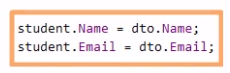 student.Name = dto.Name;
student.Email = dto.Email;